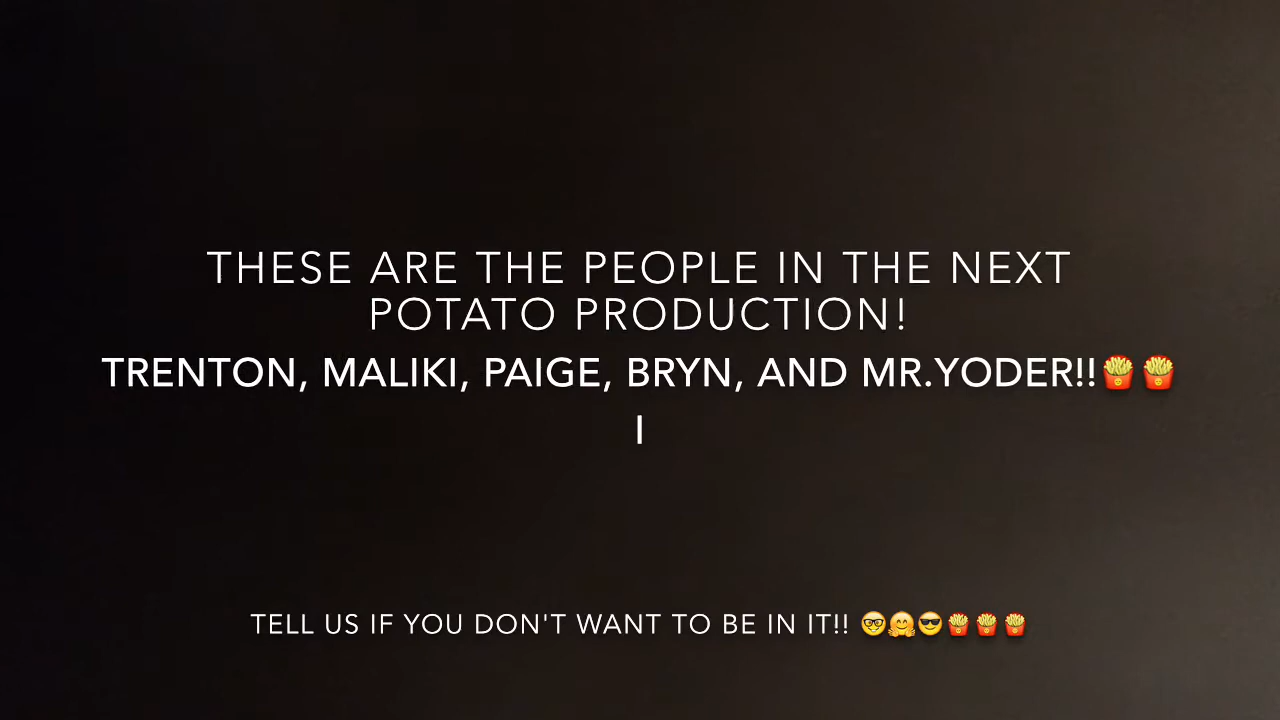 THESE ARE THE PEOPLE IN THE NEXT
POTATO PRODUCTION!
TRENTON, MALIKI, PAIGE, BRYN, AND MR.YODER!!🍟🍟
I
TELL US IF YOU DON'T WANT TO BE IN IT!! 🤓🤗😎🍟🍟🍟